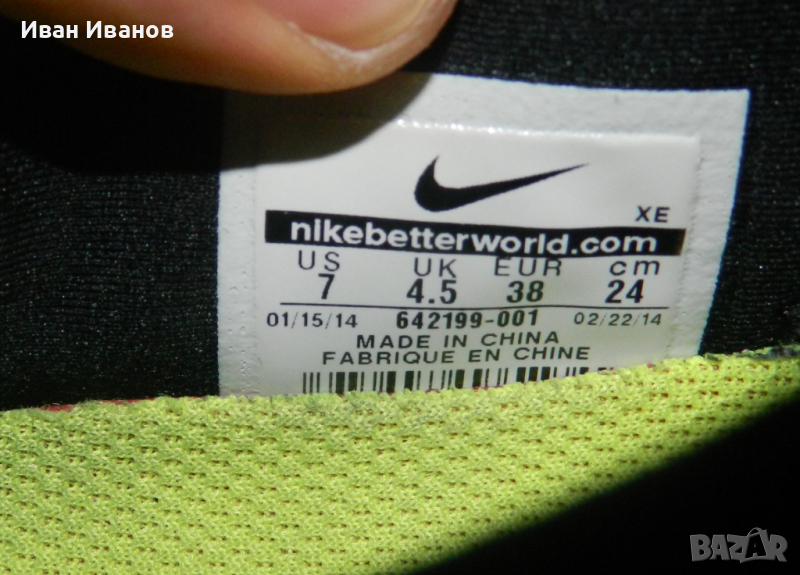 Иван Иванов
XE
nikebetterworld.com
US UK EUR cm
7 4.5 38 24
01/15/14 642199-001 02/22/14
MADE IN CHINA
FABRIQUE EN CHINE
BAZAR